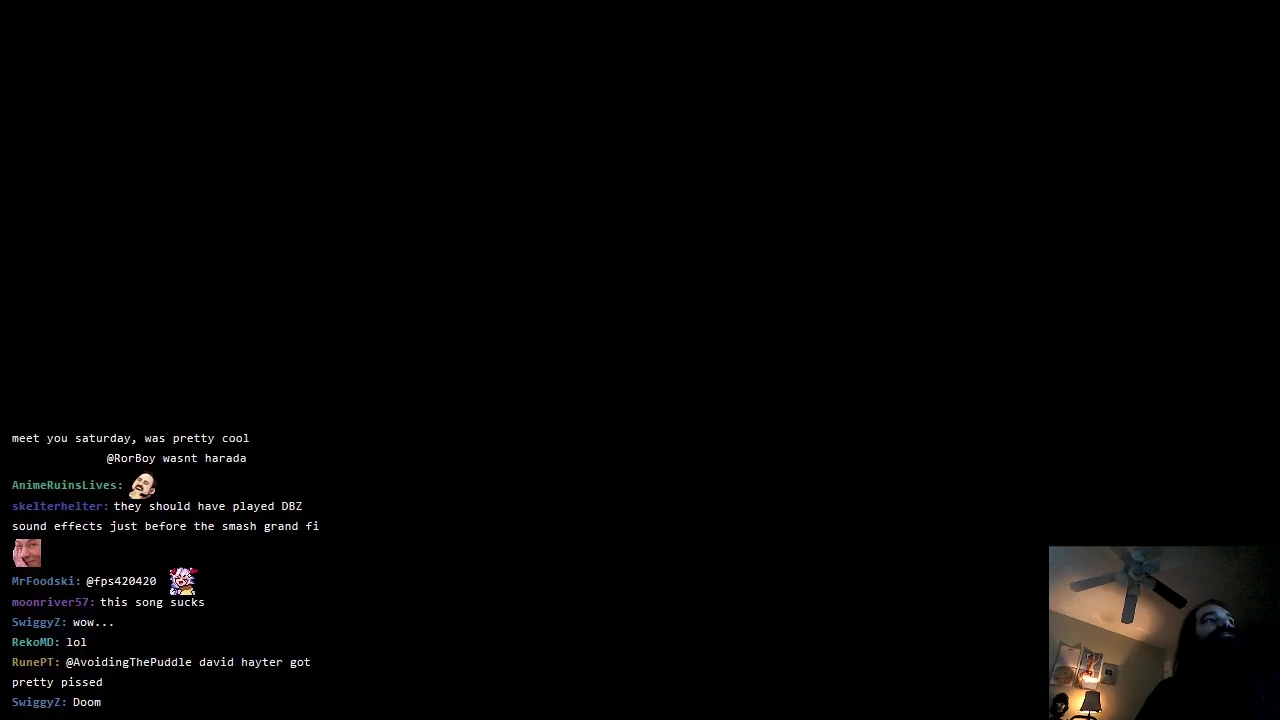 meet you saturday, was pretty cool
@RorBoy wasnt harada
AnimeRuinsLives:
skelterhelter: they should have played DBZ
sound effects just before the smash grand fi
MrFoodski: @fps420420
moonriver57: this song sucks
SwiggyZ: wow...
RekoMD: lol
RunePT: @AvoidingThePuddle david hayter got
pretty pissed
SwiggyZ: Doom